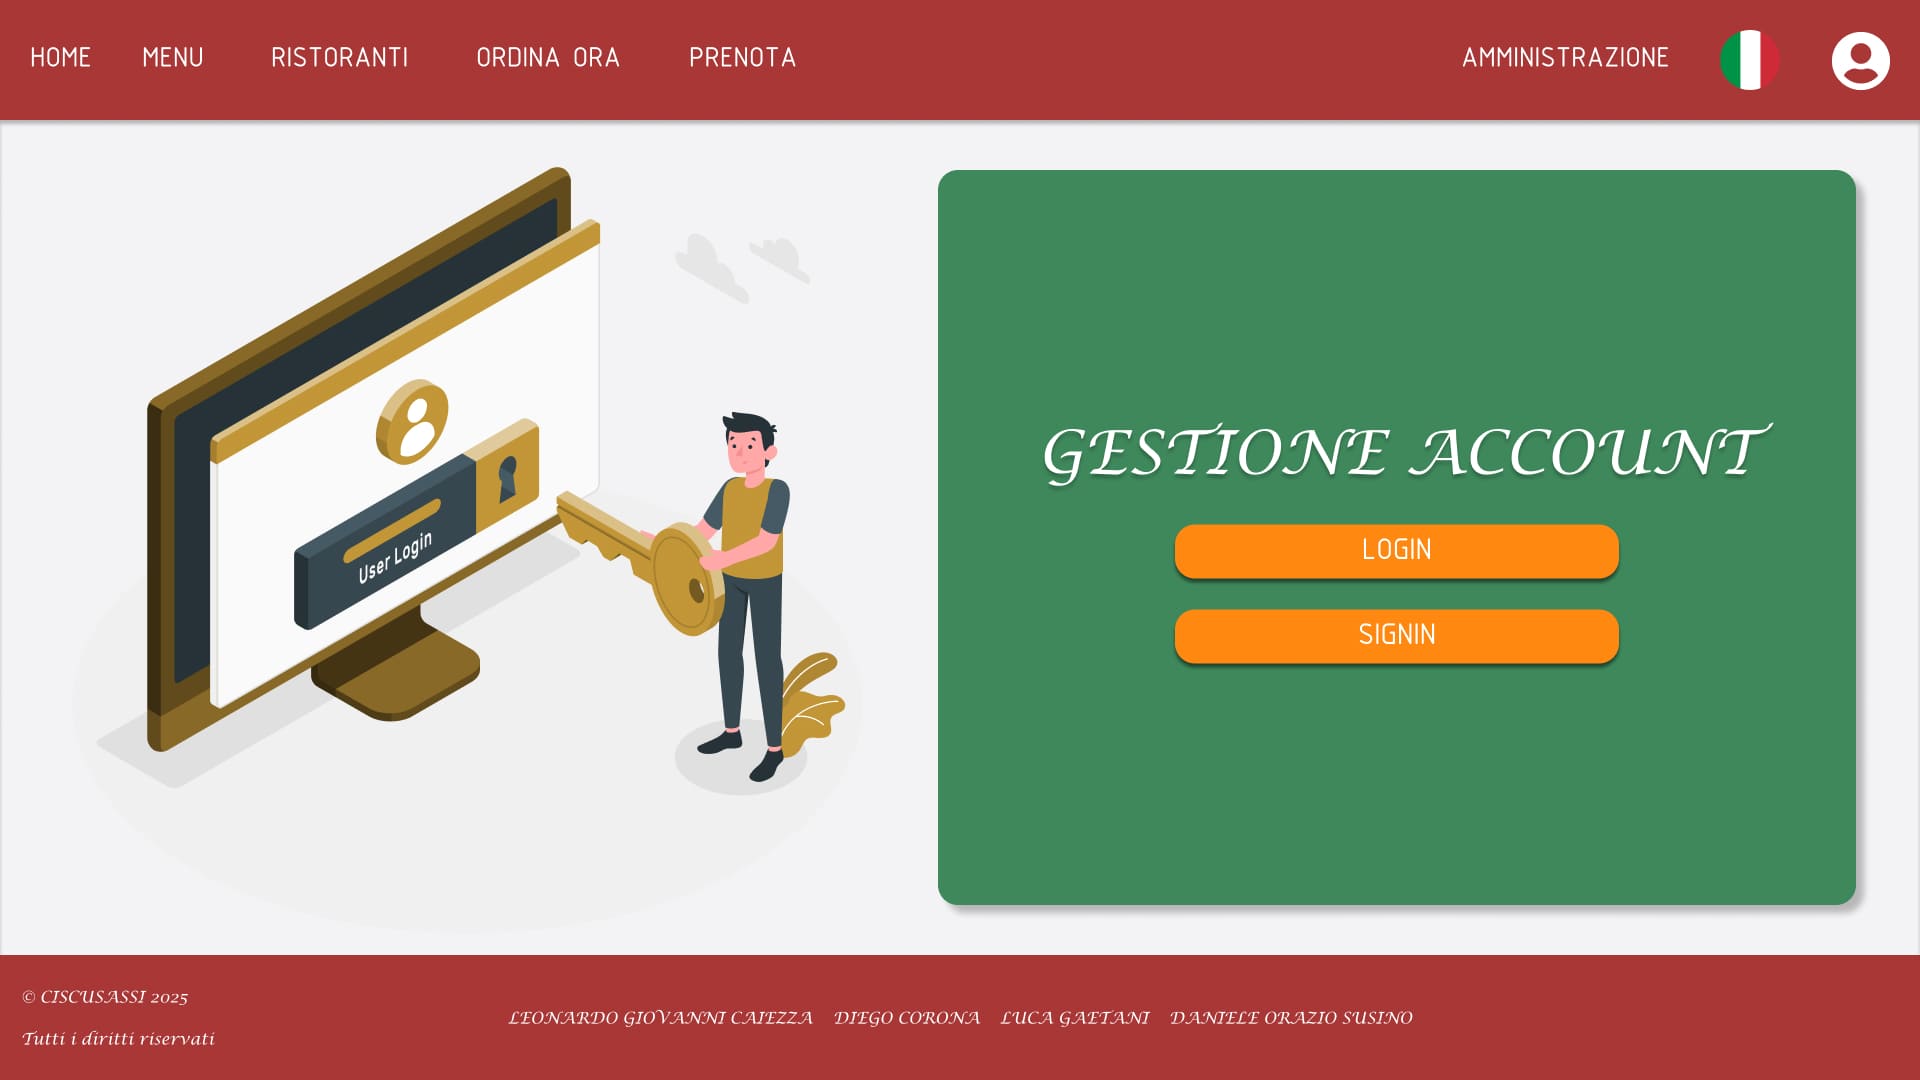 HOME MENU RISTORANTI ORDINA ORA PRENOTA AMMINISTRAZIONE
User Login
GESTIONE ACCOUNT
LOGIN
SIGNIN
© CISCUSASSI 2025
LEONARDO GIOVANNI CAIEZZA DIEGO CORONA LUCA GAETANI DANIELE ORAZIO SUSINO
Tutti i diritti riservati